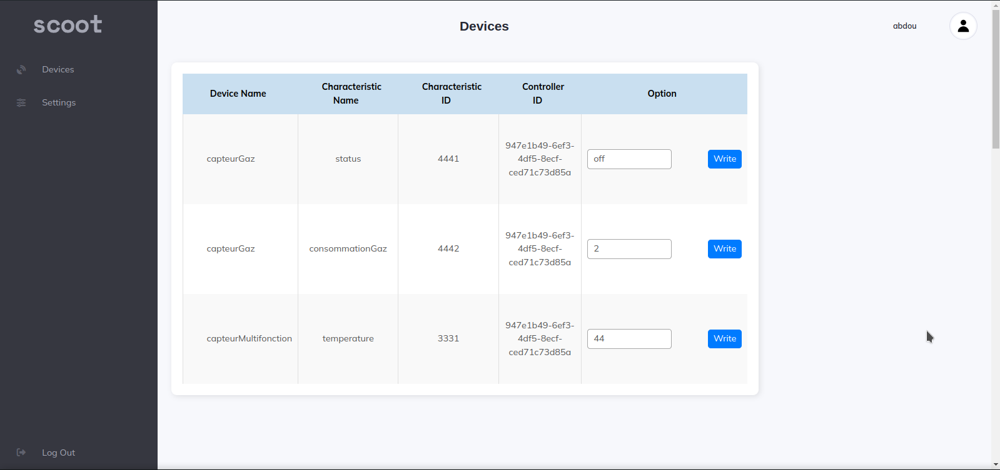 scoot
Devices
abdou
Devices
Settings
Device Name
Characteristic
Name
Characteristic
ID
Controller
ID
Option
capteurGaz
status
4441
947e1b49-6ef3-
4df5-8ecf-
ced71c73d85a
off
Write
capteurGaz
consommationGaz
4442
947e1b49-6ef3-
4df5-8ecf-
ced71c73d85a
2
Write
capteurMultifonction
temperature
3331
947e1b49-6ef3-
4df5-8ecf-
ced71c73d85a
44
Write
Log Out